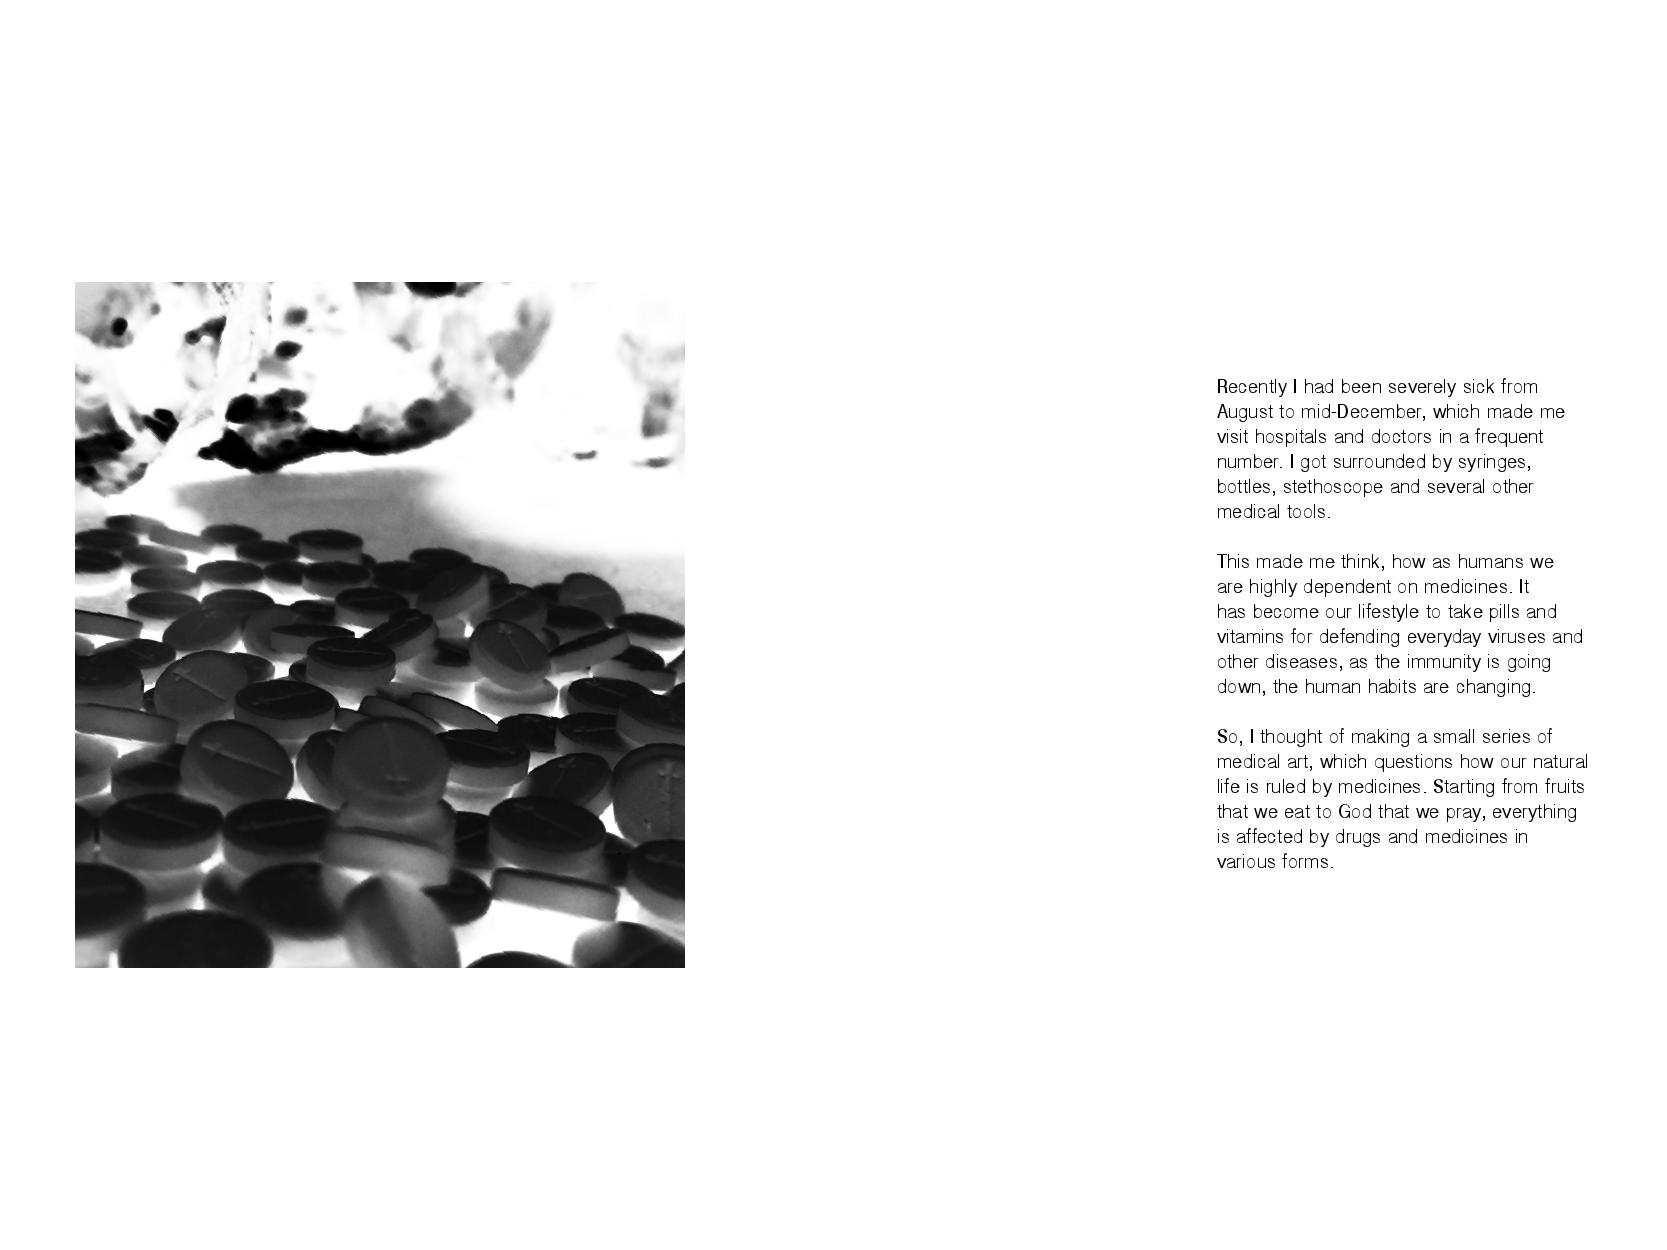 Recently I had been severely sick from
August to mid-December, which made me
visit hospitals and doctors in a frequent
number. I got surrounded by syringes,
bottles, stethoscope and several other
medical tools.
This made me think, how as humans we
are highly dependent on medicines. It
has become our lifestyle to take pills and
vitamins for defending everyday viruses and
other diseases, as the immunity is going
down, the human habits are changing.
So, I thought of making a small series of
medical art, which questions how our natural
life is ruled by medicines. Starting from fruits
that we eat to God that we pray, everything
is affected by drugs and medicines in
various forms.